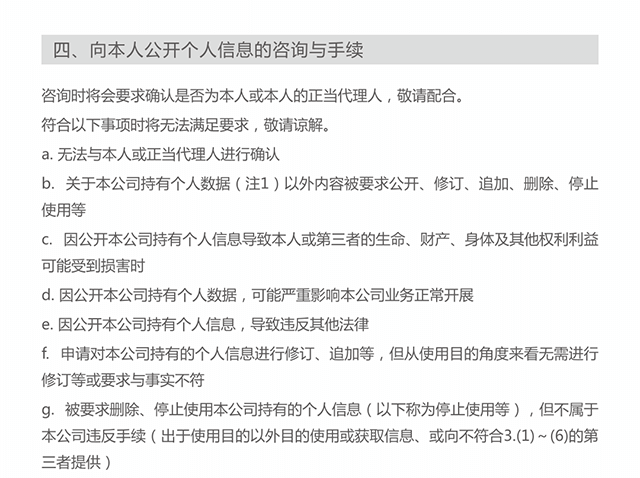 四、向本人公开个人信息的咨询与手续
咨询时将会要求确认是否为本人或本人的正当代理人，敬请配合。
符合以下事项时将无法满足要求，敬请谅解。
a. 无法与本人或正当代理人进行确认
b. 关于本公司持有个人数据（注1）以外内容被要求公开、修订、追加、删除、停止
使用等
c. 因公开本公司持有个人信息导致本人或第三者的生命、财产、身体及其他权利利益
可能受到损害时
d. 因公开本公司持有个人数据，可能严重影响本公司业务正常开展
e. 因公开本公司持有个人信息，导致违反其他法律
f. 申请对本公司持有的个人信息进行修订、追加等，但从使用目的角度来看无需进行
修订等或要求与事实不符
g. 被要求删除、停止使用本公司持有的个人信息（以下称为停止使用等），但不属于
本公司违反手续（出于使用目的以外目的使用或获取信息、或向不符合3.(1)～(6)的第
三者提供）